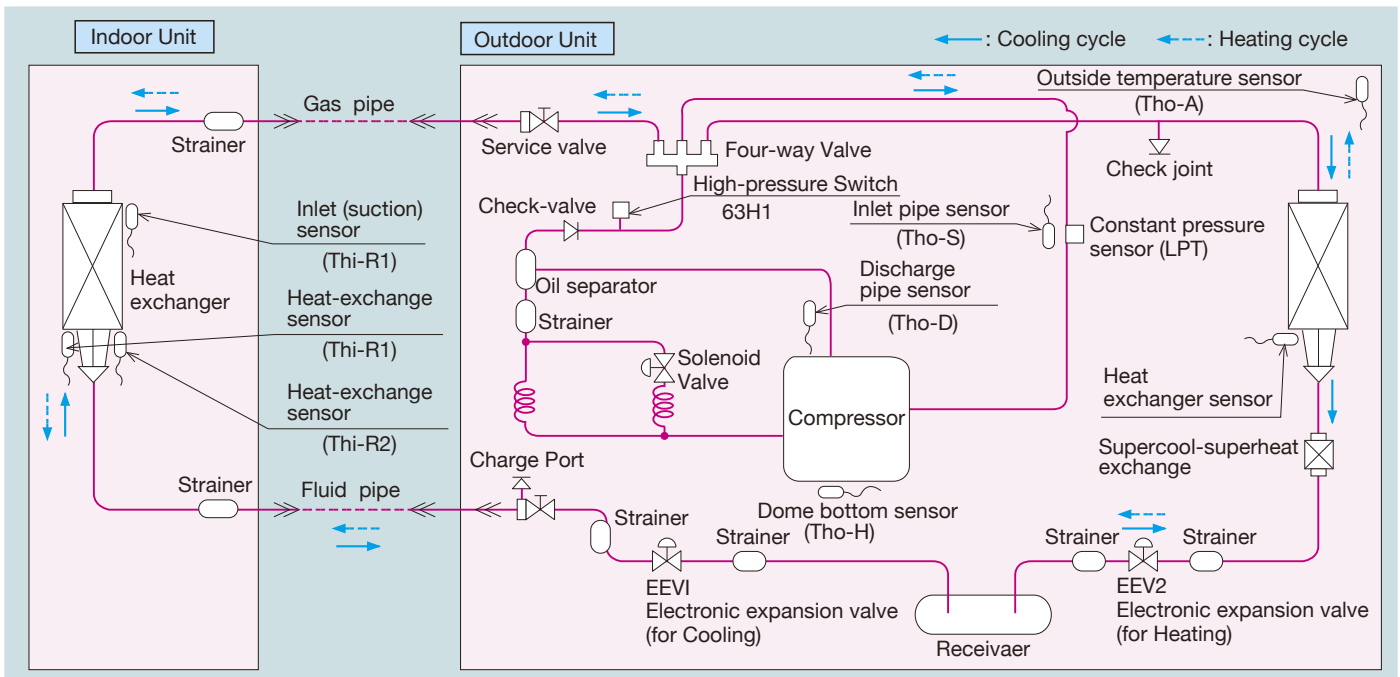 Indoor Unit
Outdoor Unit
: Cooling cycle
: Heating cycle
Outside temperature sensor
(Tho-A)
Gas pipe
Strainer
Service valve
Four-way Valve
Check joint
High-pressure Switch
63H1
Check-valve
Inlet (suction)
sensor
(Thi-R1)
Inlet pipe sensor
(Tho-S)
Constant pressure
sensor (LPT)
Heat
exchanger
Oil separator
Discharge
pipe sensor
(Tho-D)
Heat-exchange
sensor
(Thi-R1)
Strainer
Solenoid
Valve
Heat
exchanger sensor
Heat-exchange
sensor
(Thi-R2)
Compressor
Supercool-superheat
exchange
Charge Port
Strainer
Fluid pipe
Dome bottom sensor
(Tho-H)
Strainer
Strainer
Strainer
Strainer
EEVI
Electronic expansion valve
(for Cooling)
EEV2
Electronic expansion valve
(for Heating)
Receivaer